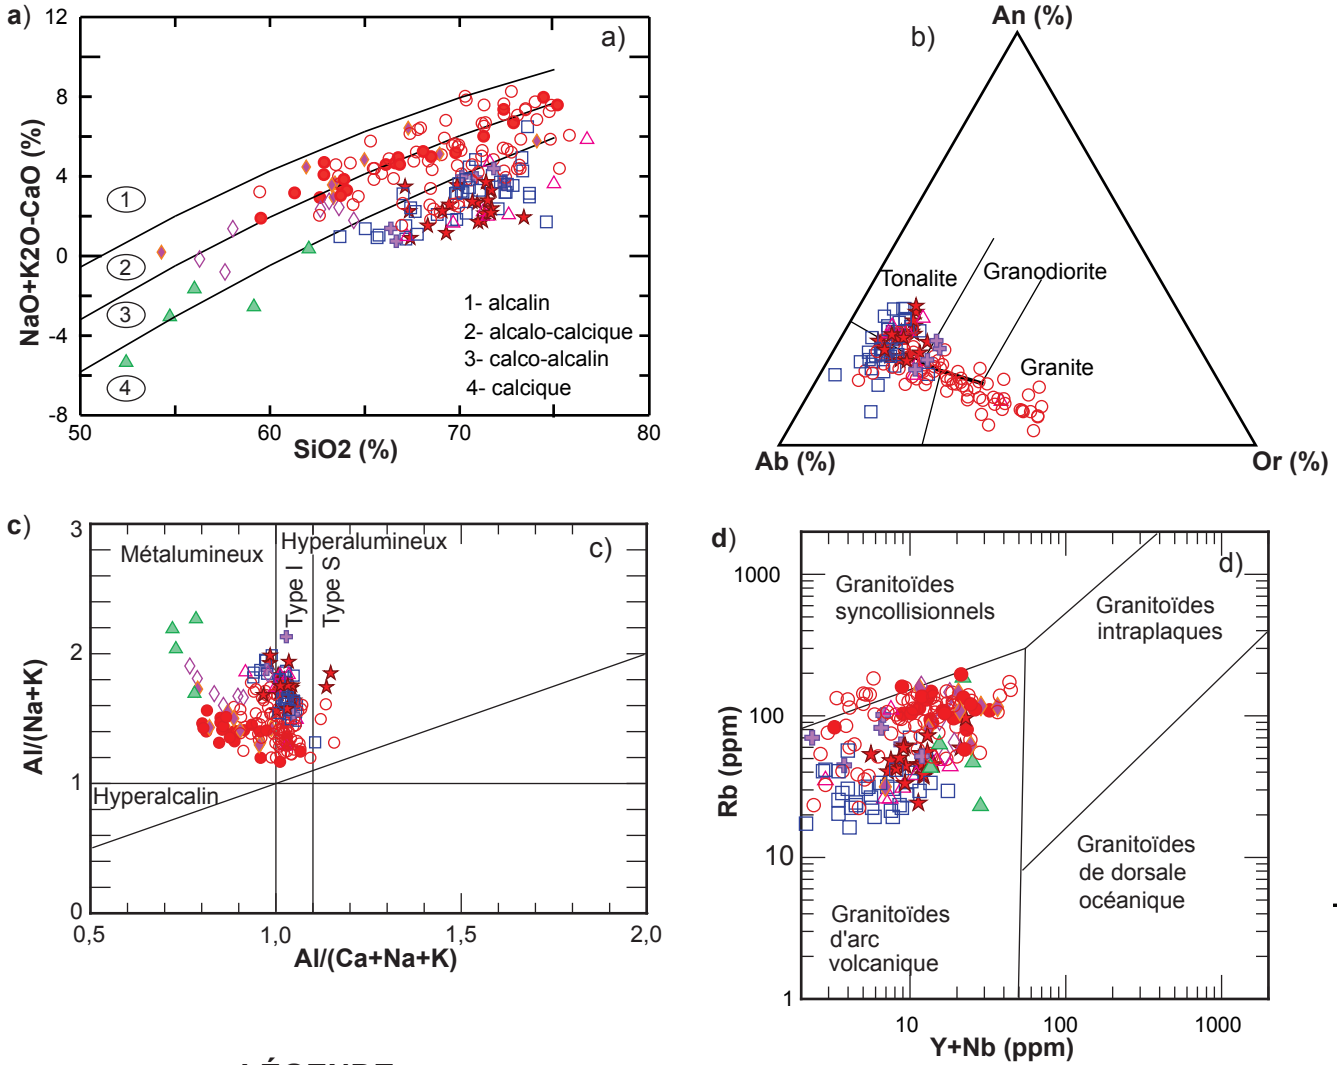 a)
12
8
4
0
-4
-8
NaO+K2O-CaO (%)
a)
1
2
3
4
1- alcalin
2- alcalo-calcique
3- calco-alcalin
4- calcique
50
60
70
80
SiO2 (%)
b)
An (%)
Tonalite
Granodiorite
Granite
Ab (%)
Or (%)
c)
3
2
1
0
Al/(Na+K)
Métalumineux
Hyperalumineux
c)
Type I
Type S
Hyperalcalin
0,5
1,0
1,5
2,0
Al/(Ca+Na+K)
d)
1000
100
10
1
Rb (ppm)
d)
Granitoïdes
syncollisionnels
Granitoïdes
intraplaques
Granitoïdes
de dorsale
océanique
Granitoïdes
d'arc
volcanique
10
100
1000
Y+Nb (ppm)
LÉGENDE